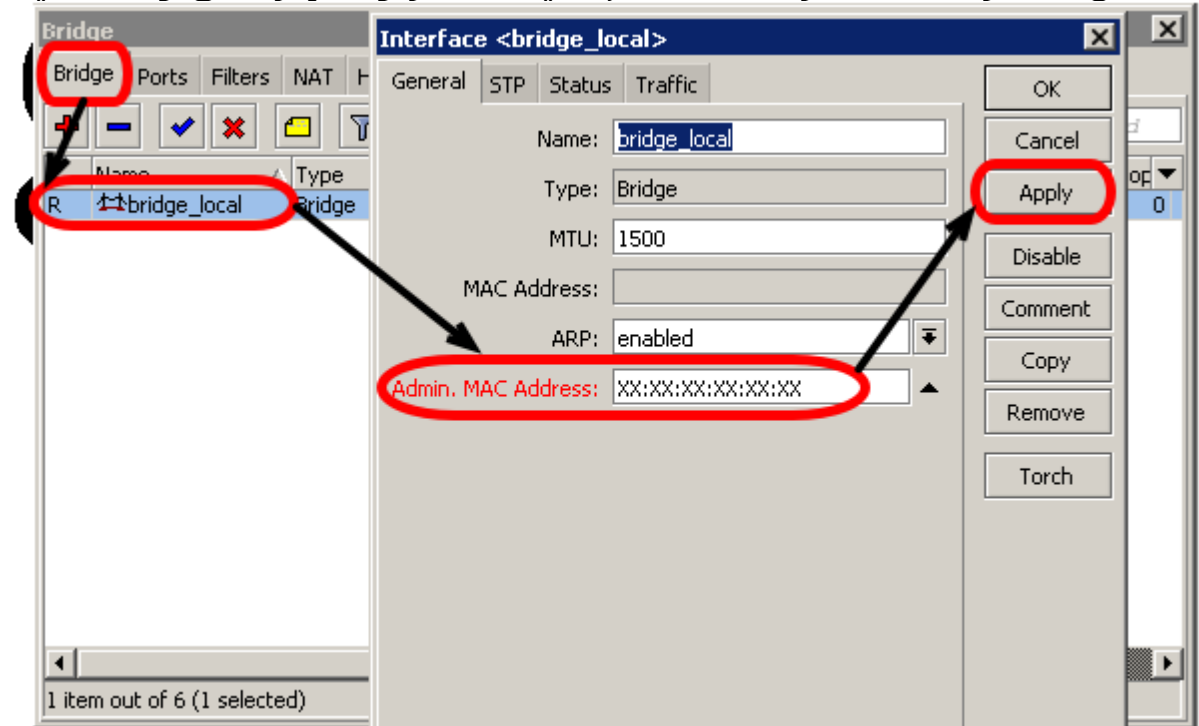 Bridge
Bridge Ports Filters NAT H
Name Type
R bridge_local Bridge
0
1 item out of 6 (1 selected)
Interface <bridge_local>
General STP Status Traffic
Name: bridge_local
Type: Bridge
MTU: 1500
MAC Address:
ARP: enabled
Admin. MAC Address: XX:XX:XX:XX:XX:XX
OK
Cancel
Apply
Disable
Comment
Copy
Remove
Torch